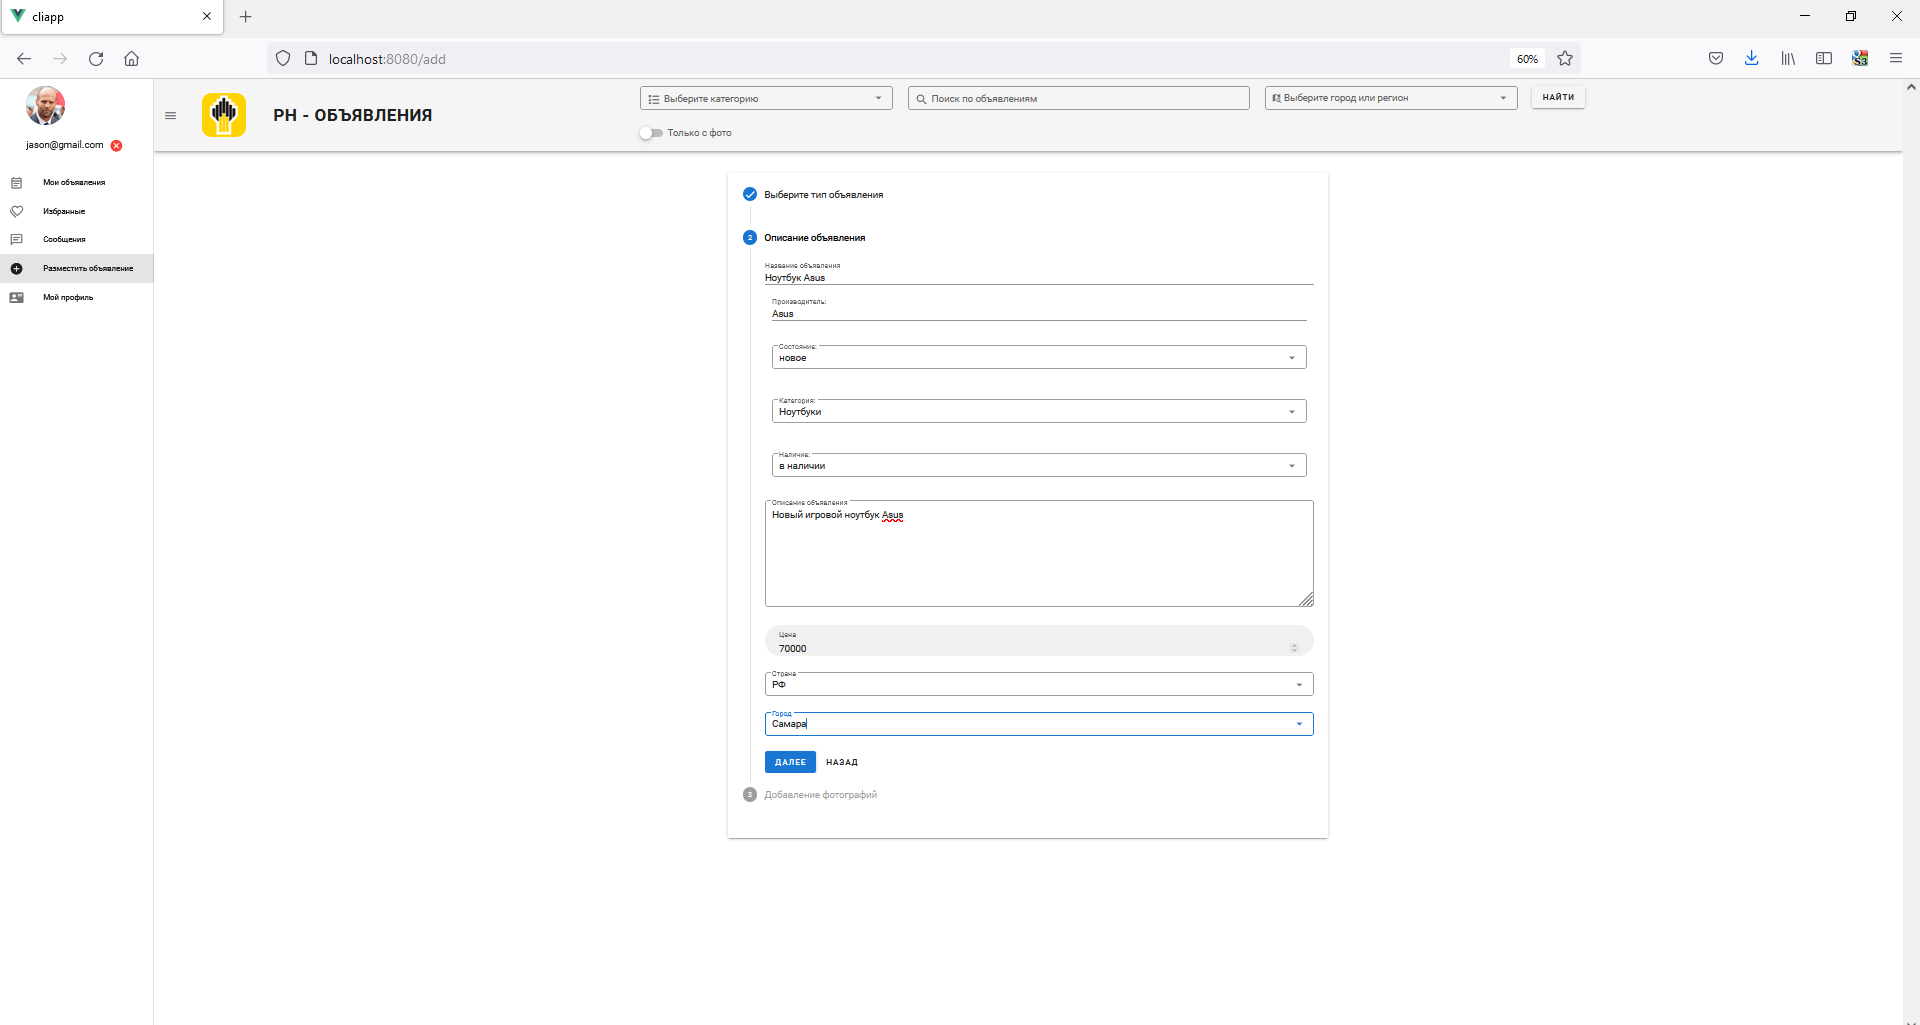 cliapp
localhost:8080/add
60%
jason@gmail.com
Мои объявления
Избранные
Сообщения
Разместить объявление
Мой профиль
РН - ОБЪЯВЛЕНИЯ
Выберите категорию
Поиск по объявлениям
Выберите город или регион
НАЙТИ
Только с фото
Выберите тип объявления
2 Описание объявления
Название объявления
Ноутбук Asus
Производитель:
Asus
Состояние:
новое
Категория:
Ноутбуки
Наличие:
в наличии
Описание объявления
Новый игровой ноутбук Asus
Цена
70000
Страна
РФ
Город
Самара
ДАЛЕЕ НАЗАД
3 Добавление фотографий